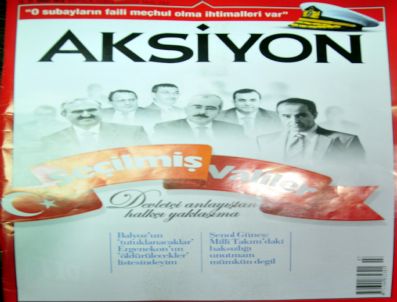 "O subayların faili meçhul olma ihtimalleri var"
AKSİYON
Seçilmiş Valiler
Devletçi anlayıştan
halkçı yaklaşıma
Balyoz'un
'tutuklanacaklar'
Ergenekon'un
'öldürülecekler'
listesindeyim
Şenol Güneş:
Milli Takım'daki
haksızlığı
unutmam
mümkün değil